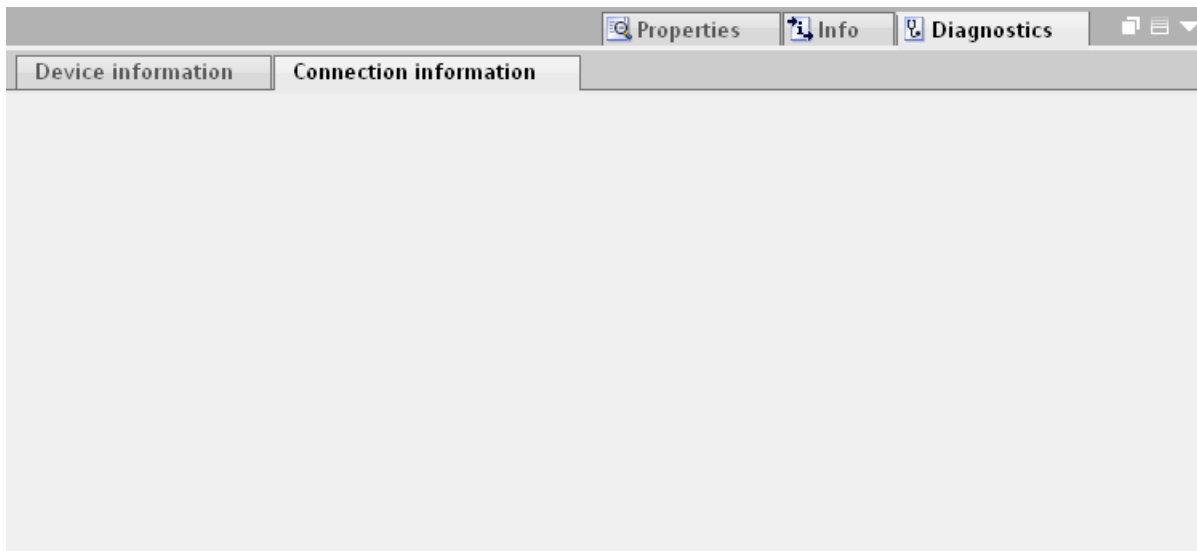 Properties Info Diagnostics
Device information Connection information